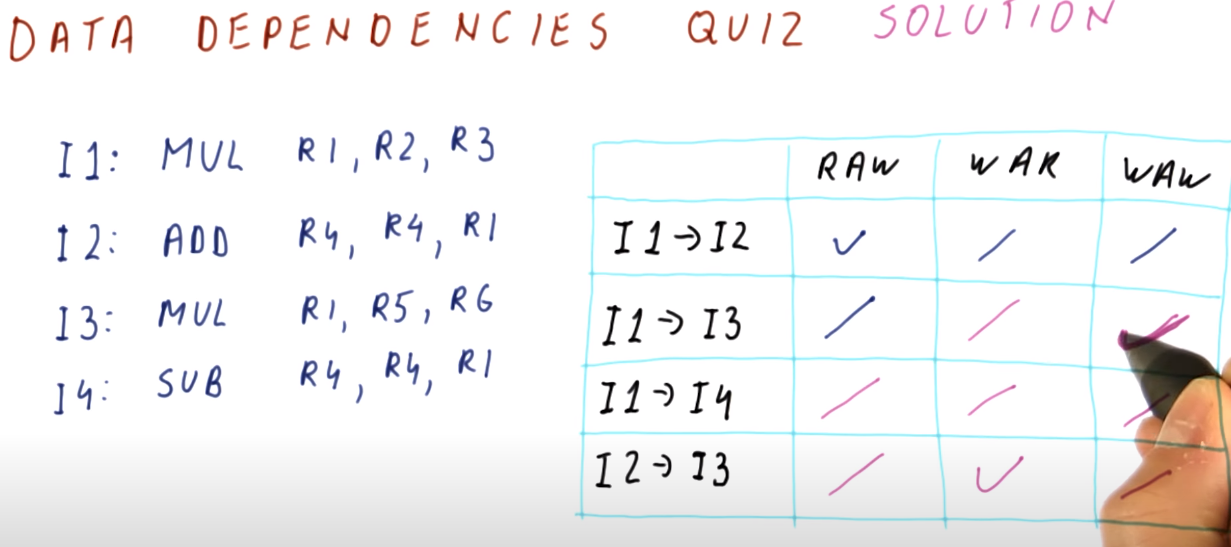 DATA DEPENDENCIES QUIZ SOLUTION
I1: MUL R1, R2, R3
I2: ADD R4, R4, R1
I3: MUL R1, R5, R6
I4: SUB R4, R4, R1
RAW WAR WAW
I1→I2 ✓ / /
I1→I3 / / ✓
I1→I4 / / /
I2→I3 / ✓ /